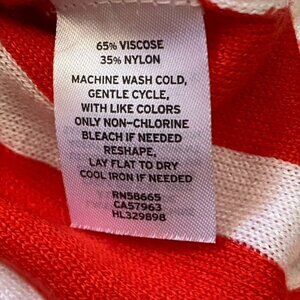 65% VISCOSE
35% NYLON
MACHINE WASH COLD,
GENTLE CYCLE,
WITH LIKE COLORS
ONLY NON-CHLORINE
BLEACH IF NEEDED
RESHAPE,
LAY FLAT TO DRY
COOL IRON IF NEEDED
RN58665
CA57963
HL329898